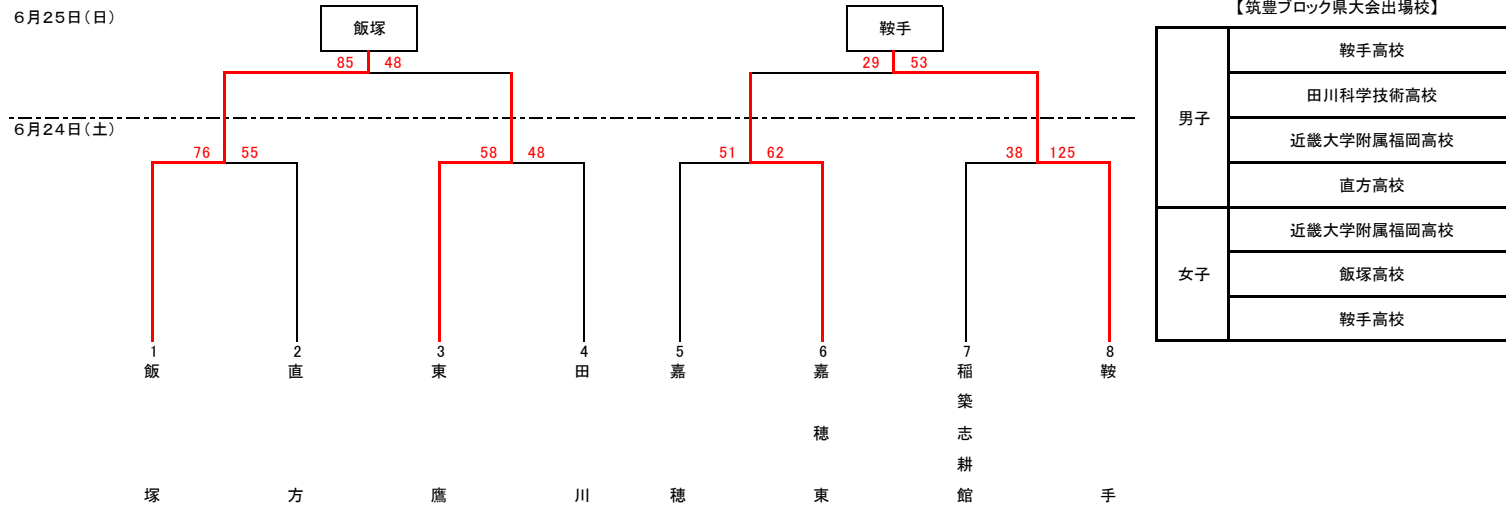 6月25日(日)
飯塚
鞍手
85 48
29 53
6月24日(土)
76 55
58 48
51 62
38 125
1
飯塚
2
直方
3
東鷹
4
田川
5
嘉穂
6
嘉穂東
7
稲築志耕館
8
鞍手
【筑豊ブロック県大会出場校】
男子
鞍手高校
田川科学技術高校
近畿大学附属福岡高校
直方高校
女子
近畿大学附属福岡高校
飯塚高校
鞍手高校